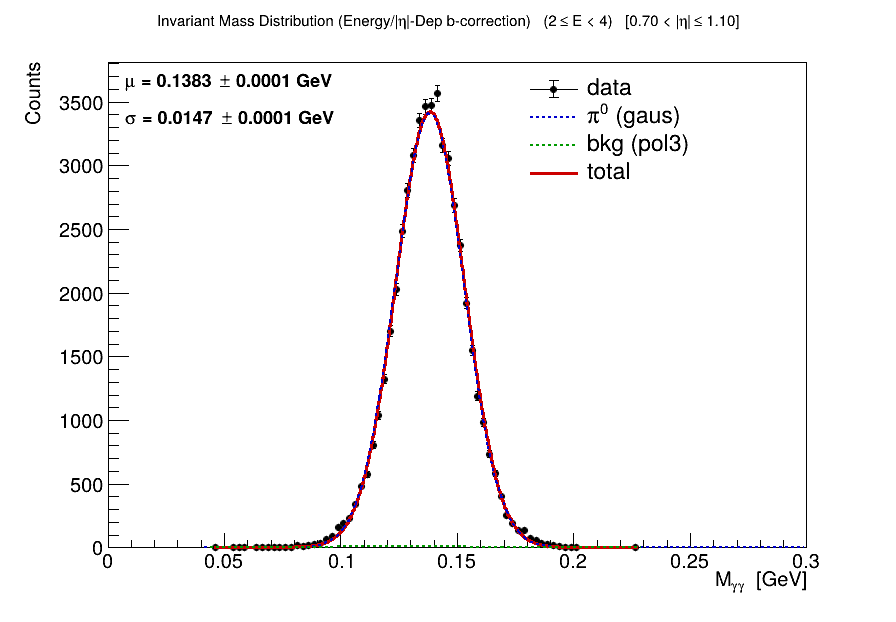 Invariant Mass Distribution (Energy/|η|-Dep b-correction) (2 ≤ E < 4) [0.70 < |η| ≤ 1.10]
Counts
μ = 0.1383 ± 0.0001 GeV
σ = 0.0147 ± 0.0001 GeV
data
π⁰ (gaus)
bkg (pol3)
total
3500
3000
2500
2000
1500
1000
500
0
0 0.05 0.1 0.15 0.2 0.25 0.3
Mγγ [GeV]